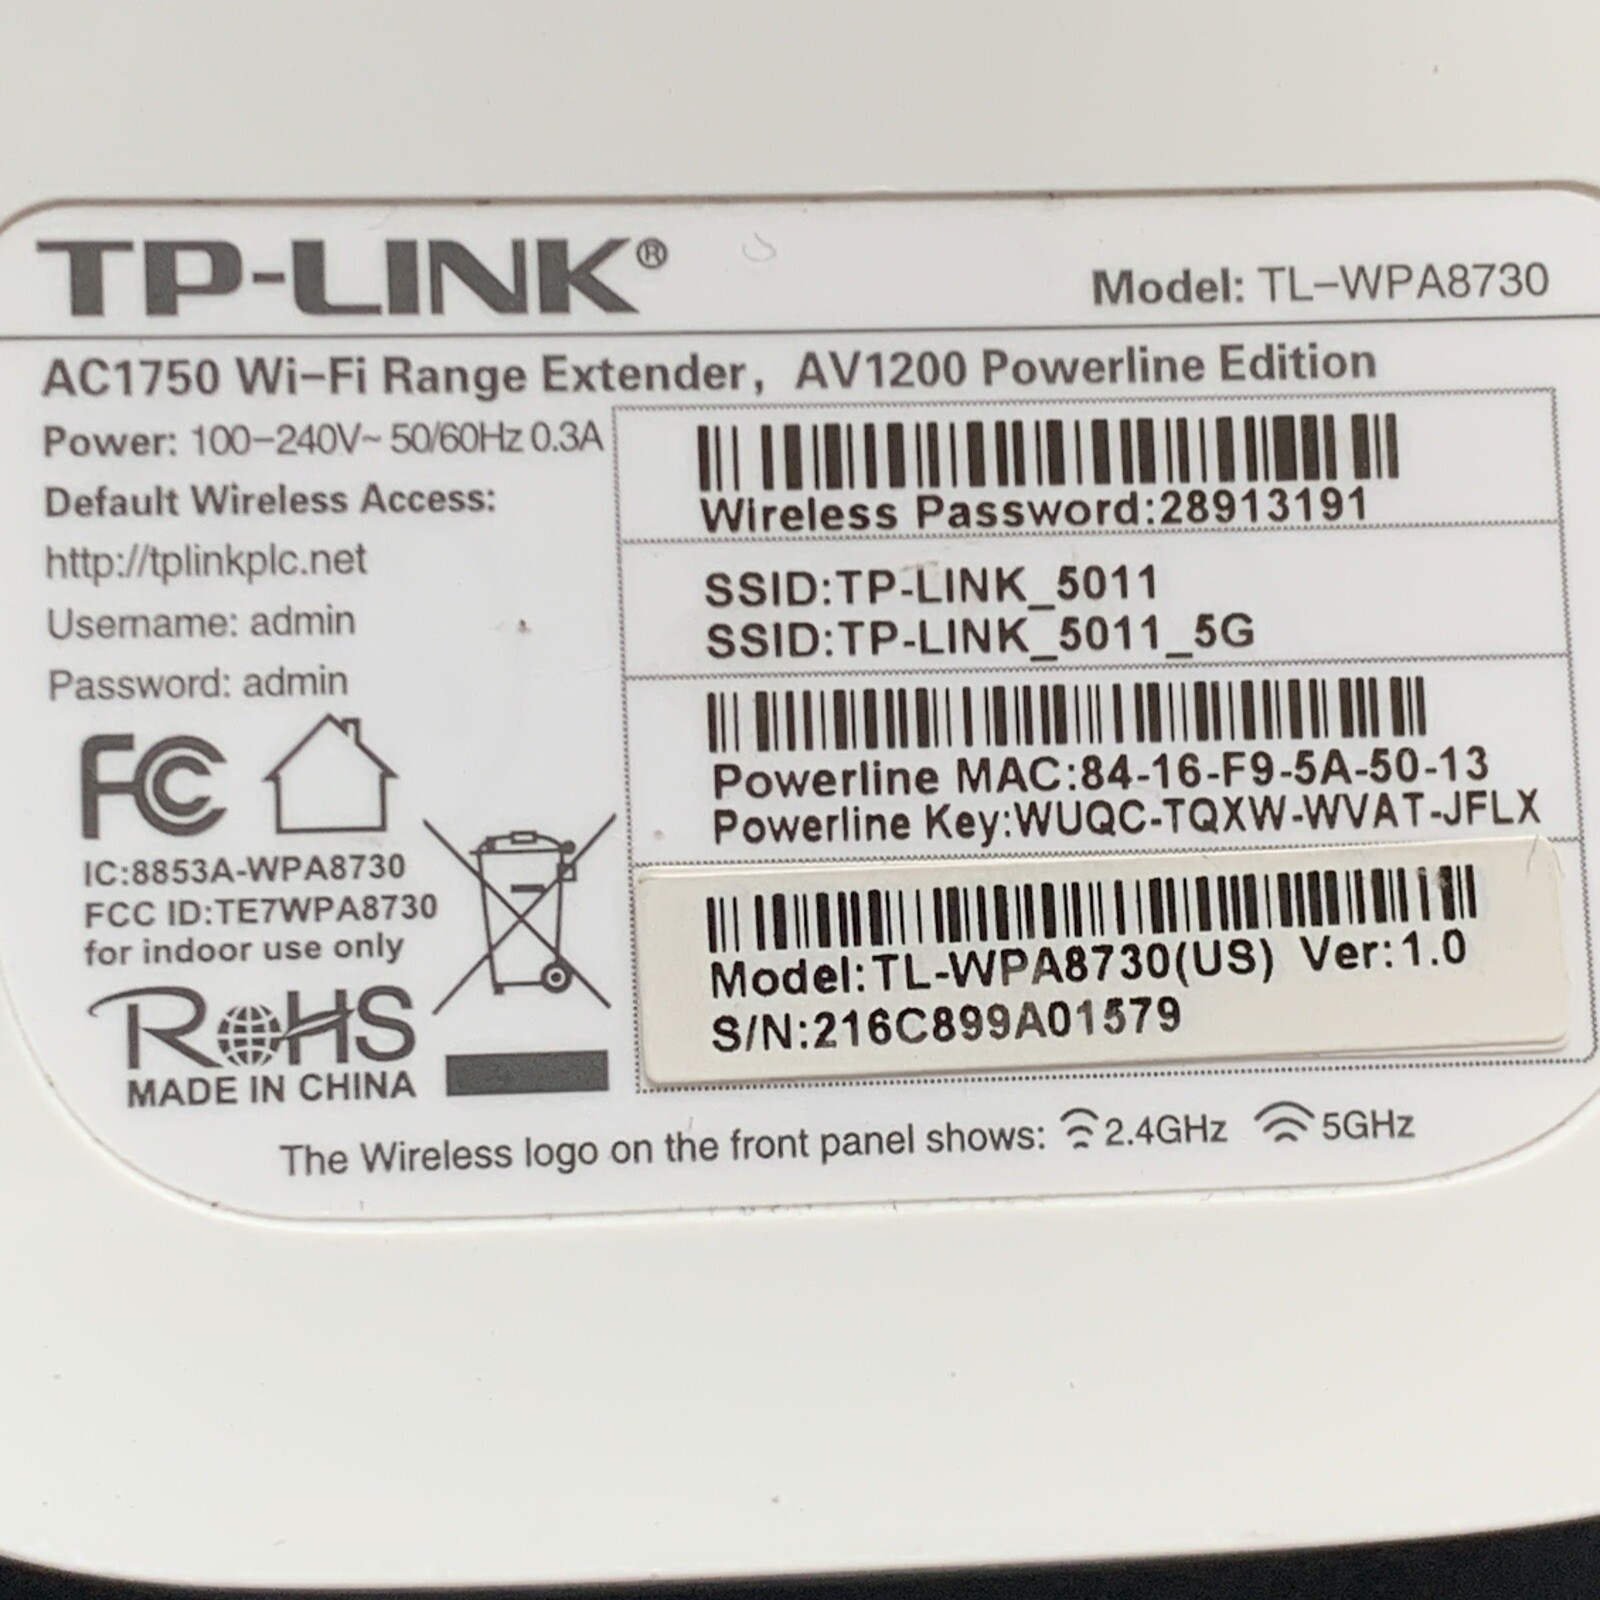 TP-LINK®
Model: TL-WPA8730
AC1750 Wi-Fi Range Extender, AV1200 Powerline Edition
Power: 100-240V~ 50/60Hz 0.3A
Default Wireless Access:
http://tplinkplc.net
Username: admin
Password: admin
FC
IC:8853A-WPA8730
FCC ID:TE7WPA8730
for indoor use only
RoHS
MADE IN CHINA
Wireless Password:28913191
SSID:TP-LINK_5011
SSID:TP-LINK_5011_5G
Powerline MAC:84-16-F9-5A-50-13
Powerline Key:WUQC-TQXW-WVAT-JFLX
Model:TL-WPA8730(US) Ver:1.0
S/N:216C899A01579
The Wireless logo on the front panel shows: 2.4GHz 5GHz